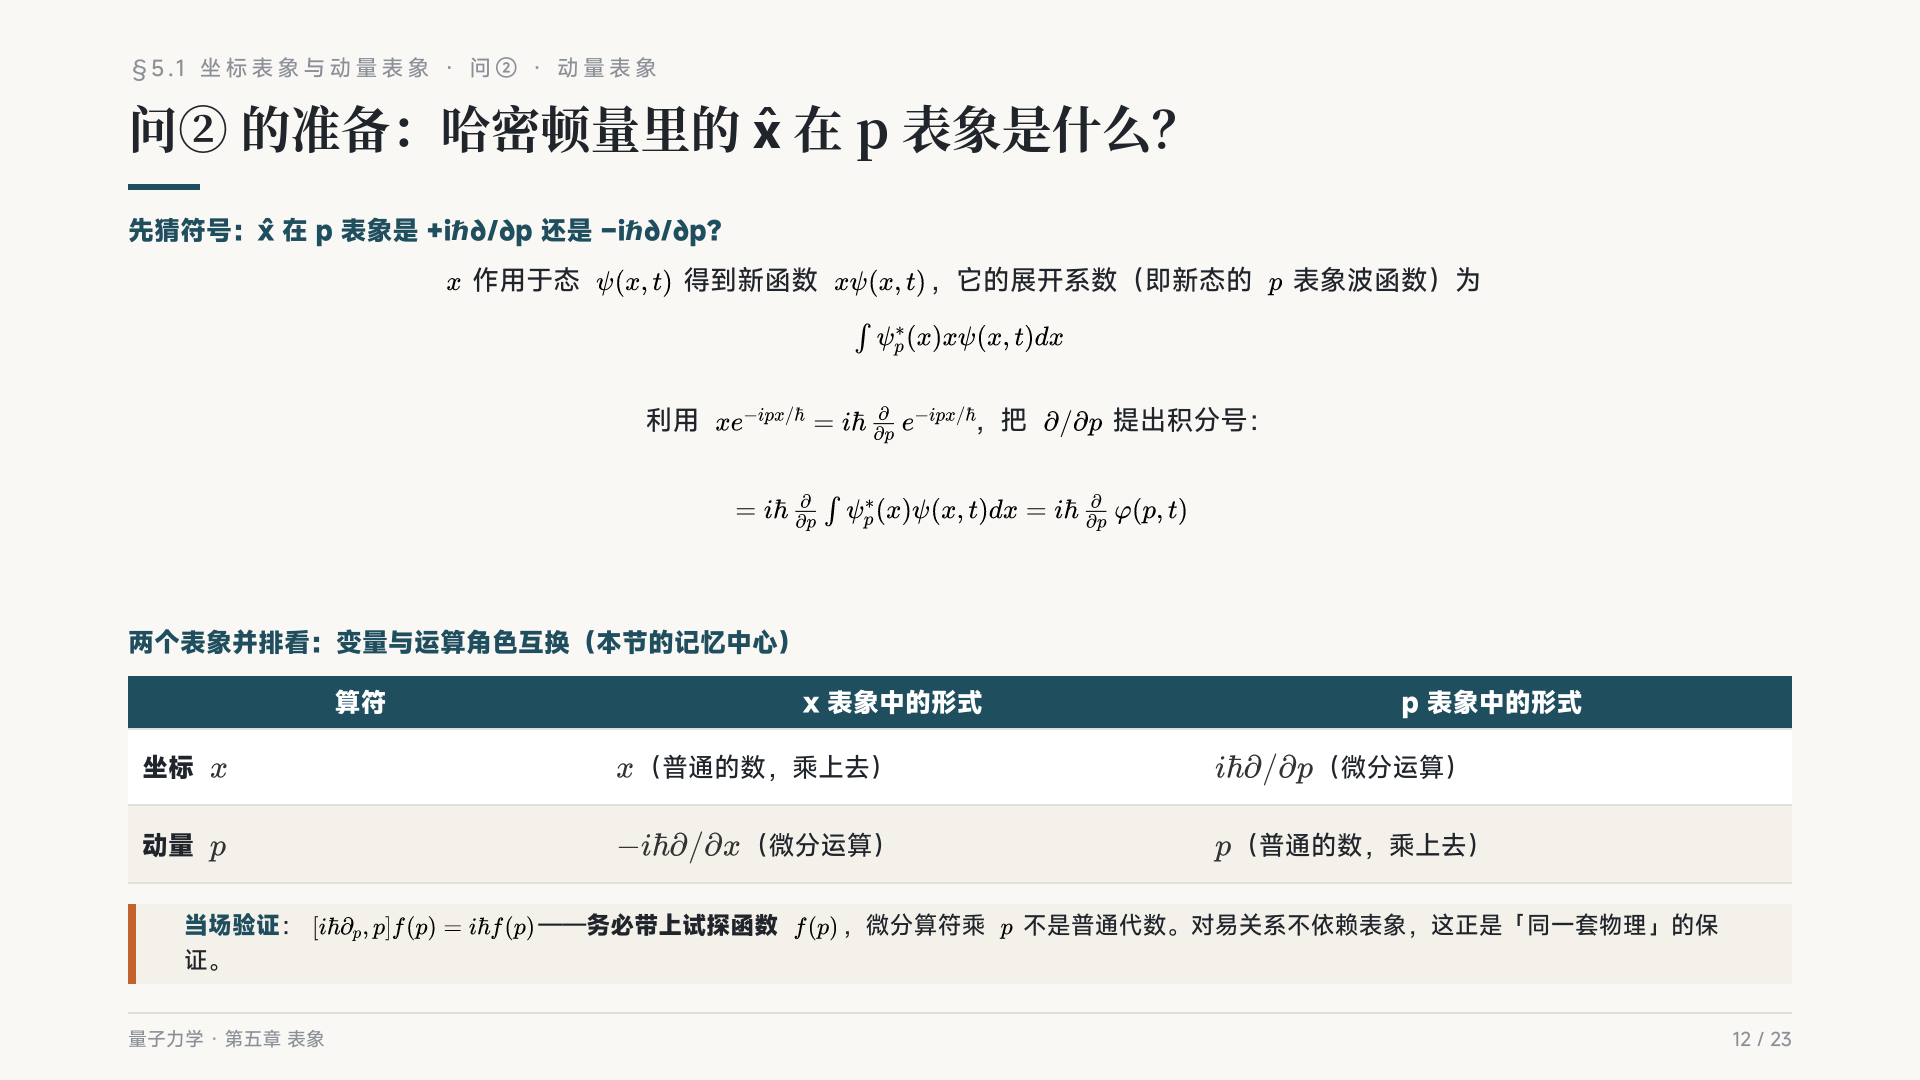 §5.1 坐标表象与动量表象 · 问② · 动量表象
问② 的准备：哈密顿量里的 x̂ 在 p 表象是什么？
先猜符号：x̂ 在 p 表象是 +iℏ∂/∂p 还是 −iℏ∂/∂p？
x 作用于态 ψ(x,t) 得到新函数 xψ(x,t)，它的展开系数（即新态的 p 表象波函数）为
∫ψₚ*(x)xψ(x,t)dx
利用 xe^{−ipx/ℏ} = iℏ ∂/∂p e^{−ipx/ℏ}，把 ∂/∂p 提出积分号：
= iℏ ∂/∂p ∫ψₚ*(x)ψ(x,t)dx = iℏ ∂/∂p φ(p,t)
两个表象并排看：变量与运算角色互换（本节的记忆中心）
算符 x 表象中的形式 p 表象中的形式
坐标 x x（普通的数，乘上去） iℏ∂/∂p（微分运算）
动量 p −iℏ∂/∂x（微分运算） p（普通的数，乘上去）
当场验证： [iℏ∂ₚ, p]f(p) = iℏf(p)——务必带上试探函数 f(p)，微分算符乘 p 不是普通代数。对易关系不依赖表象，这正是「同一套物理」的保
证。
量子力学 · 第五章 表象
12 / 23